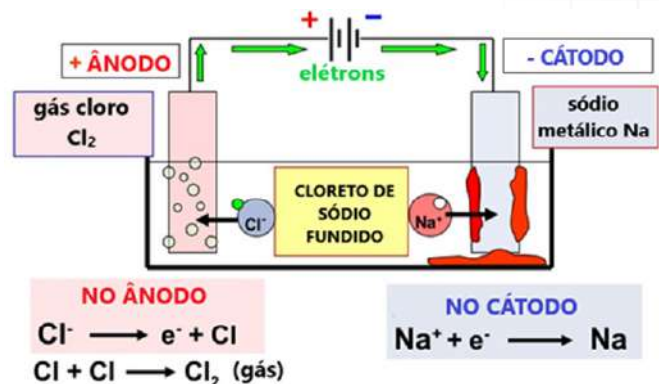 + -
+ ÂNODO
elétrons
- CÁTODO
gás cloro
Cl₂
sódio
metálico Na
CLORETO DE
SÓDIO
FUNDIDO
Cl⁻
Na⁺
NO ÂNODO
Cl⁻ ⟶ e⁻ + Cl
Cl + Cl ⟶ Cl₂ (gás)
NO CÁTODO
Na⁺ + e⁻ ⟶ Na